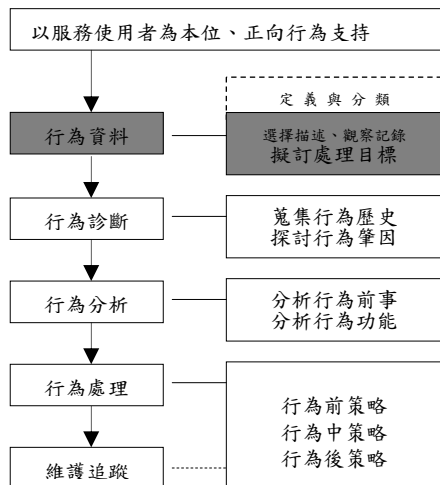 以服務使用者為本位、正向行為支持
定義與分類
行為資料
選擇描述、觀察記錄
擬訂處理目標
行為診斷
蒐集行為歷史
探討行為肇因
行為分析
分析行為前事
分析行為功能
行為處理
行為前策略
行為中策略
行為後策略
維護追蹤